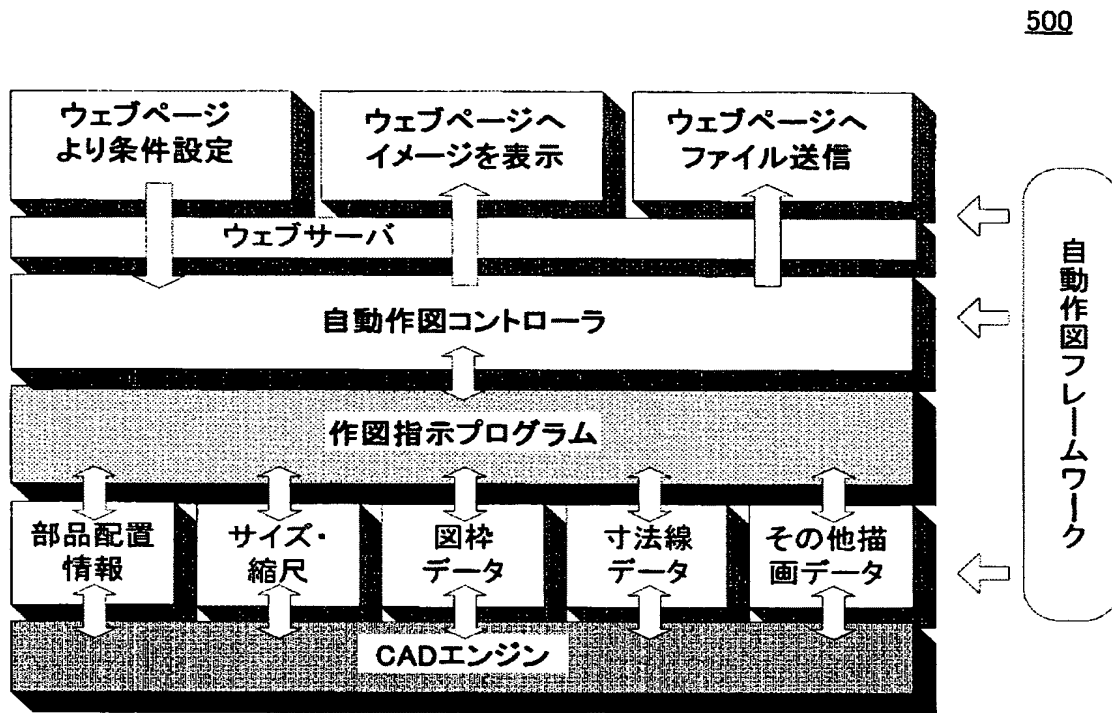 500
ウェブページ
より条件設定
ウェブページへ
イメージを表示
ウェブページへ
ファイル送信
ウェブサーバ
自動作図コントローラ
作図指示プログラム
部品配置
情報
サイズ・
縮尺
図枠
データ
寸法線
データ
その他描
画データ
CADエンジン
自動作図フレームワーク